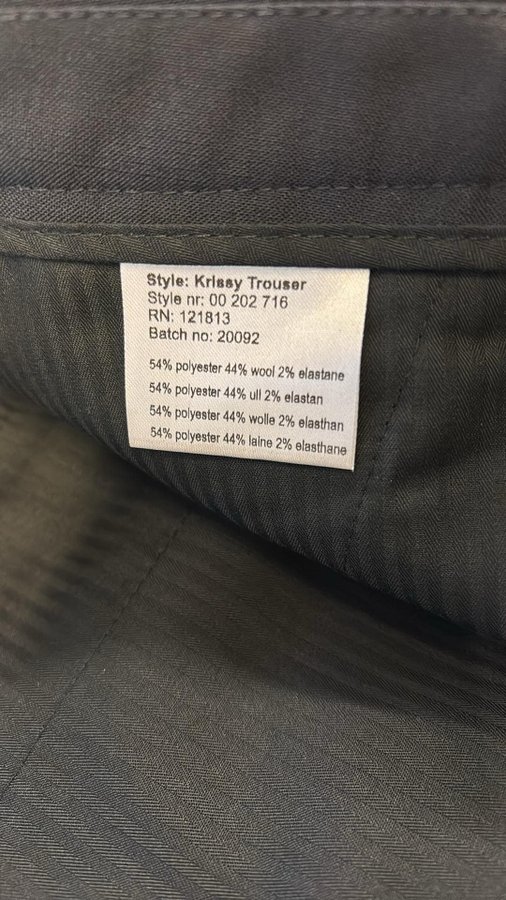 Style: Krissy Trouser
Style nr: 00 202 716
RN: 121813
Batch no: 20092
54% polyester 44% wool 2% elastane
54% polyester 44% ull 2% elastan
54% polyester 44% wolle 2% elasthan
54% polyester 44% laine 2% elasthane